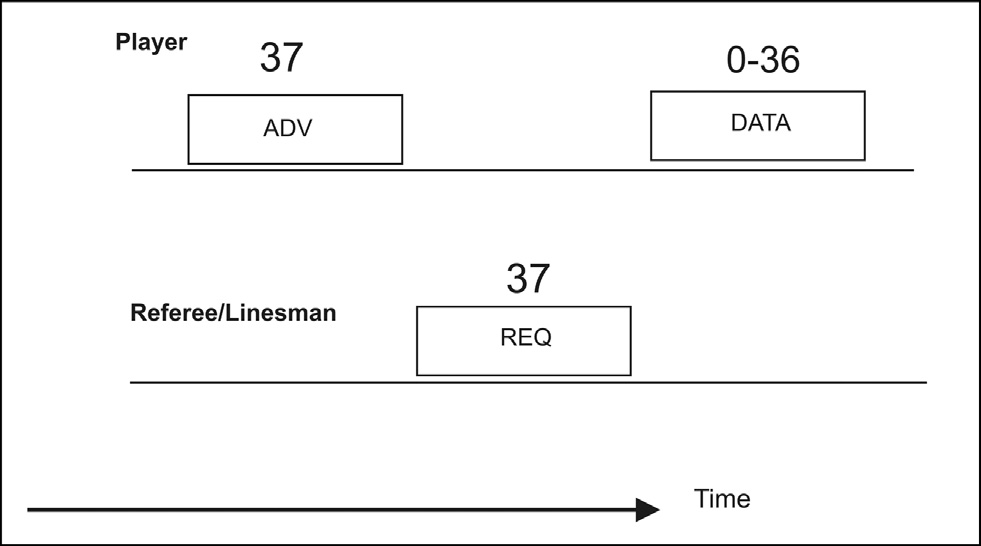 Player
37
0-36
ADV
DATA
37
Referee/Linesman
REQ
Time